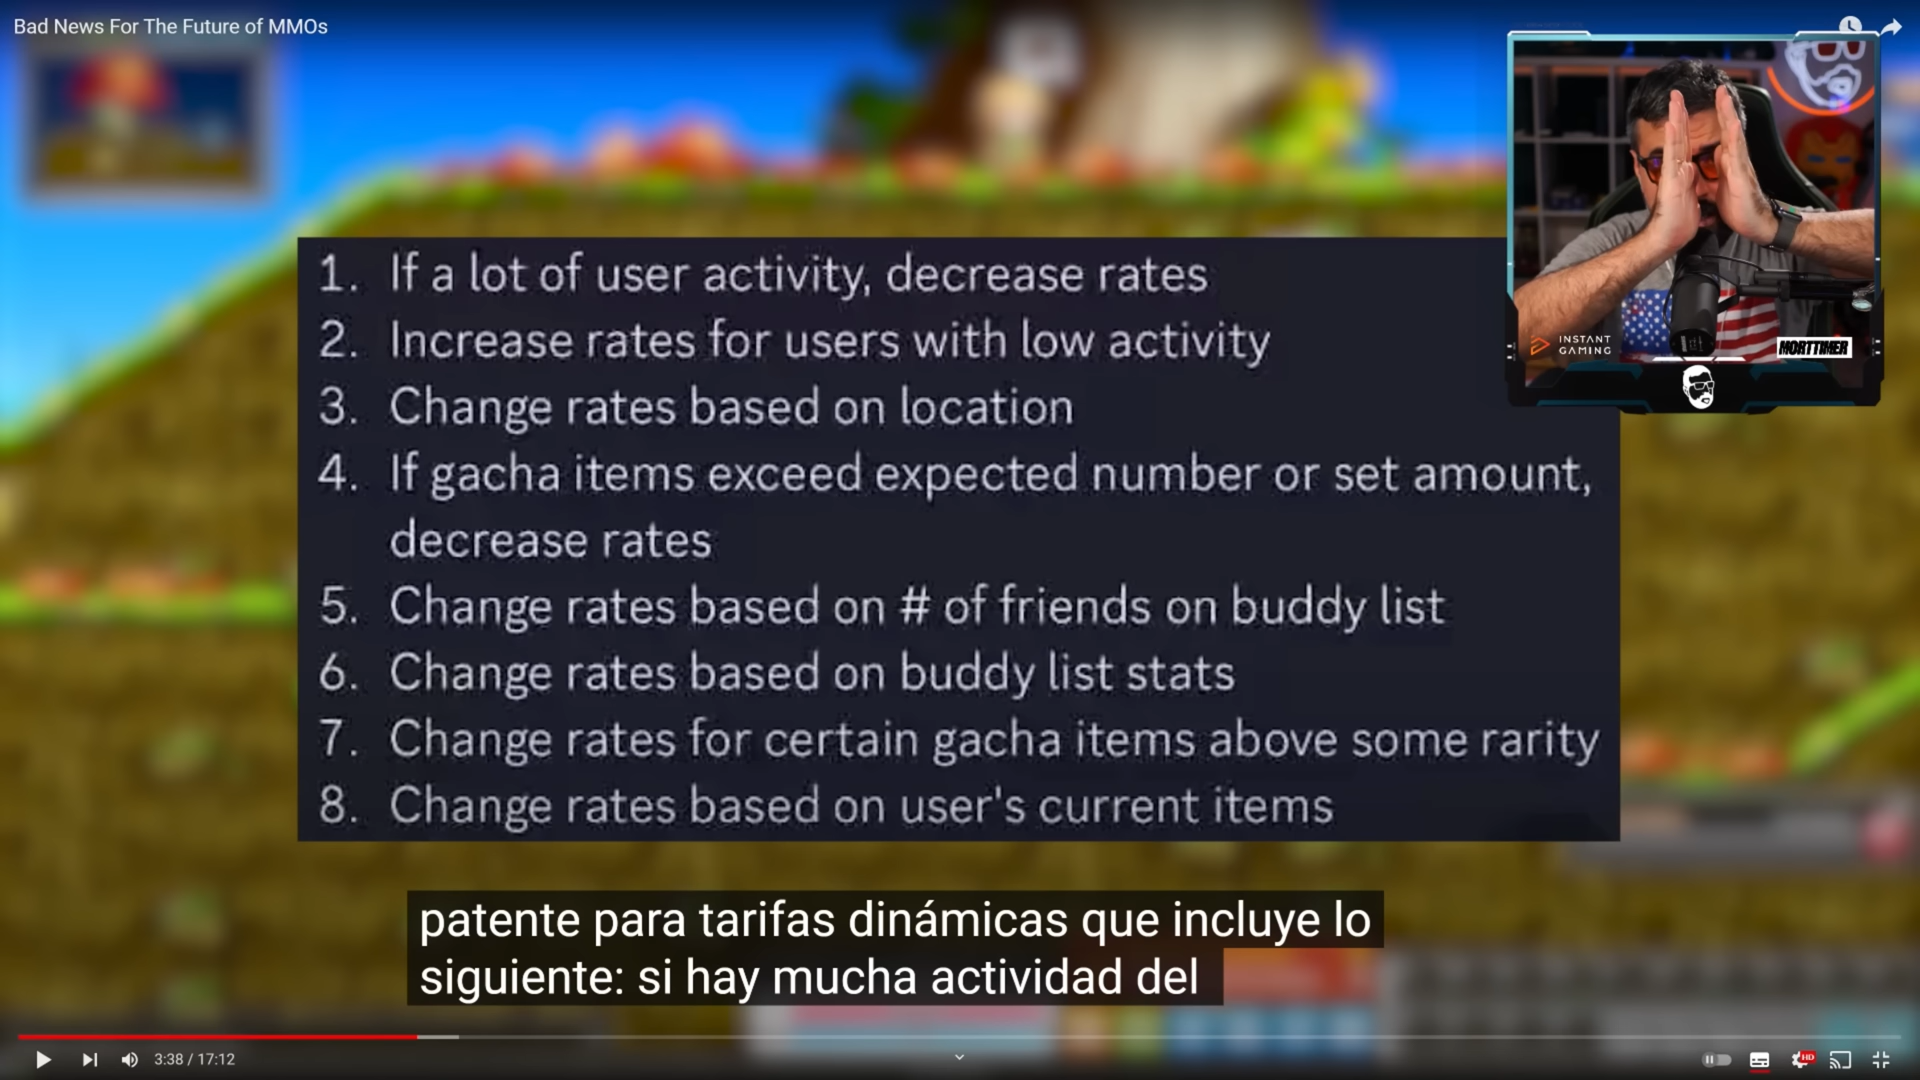 Bad News For The Future of MMOs
1. If a lot of user activity, decrease rates
2. Increase rates for users with low activity
3. Change rates based on location
4. If gacha items exceed expected number or set amount,
decrease rates
5. Change rates based on # of friends on buddy list
6. Change rates based on buddy list stats
7. Change rates for certain gacha items above some rarity
8. Change rates based on user's current items
INSTANT
GAMING
MORTTIMER
patente para tarifas dinámicas que incluye lo
siguiente: si hay mucha actividad del
3:38 / 17:12
HD